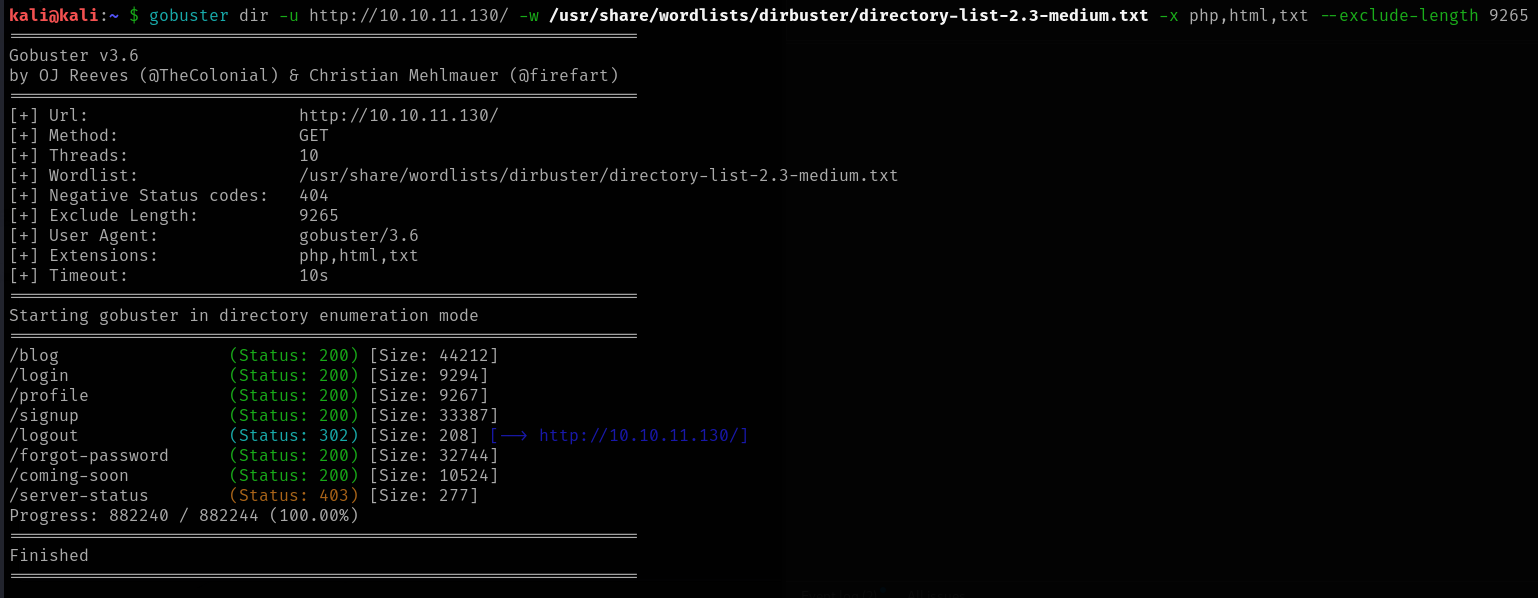 kali@kali:~ $ gobuster dir -u http://10.10.11.130/ -w /usr/share/wordlists/dirbuster/directory-list-2.3-medium.txt -x php,html,txt --exclude-length 9265
===============================================================
Gobuster v3.6
by OJ Reeves (@TheColonial) & Christian Mehlmauer (@firefart)
===============================================================
[+] Url:                     http://10.10.11.130/
[+] Method:                  GET
[+] Threads:                 10
[+] Wordlist:                /usr/share/wordlists/dirbuster/directory-list-2.3-medium.txt
[+] Negative Status codes:   404
[+] Exclude Length:          9265
[+] User Agent:              gobuster/3.6
[+] Extensions:              php,html,txt
[+] Timeout:                 10s
===============================================================
Starting gobuster in directory enumeration mode
===============================================================
/blog                 (Status: 200) [Size: 44212]
/login                (Status: 200) [Size: 9294]
/profile              (Status: 200) [Size: 9267]
/signup               (Status: 200) [Size: 33387]
/logout               (Status: 302) [Size: 208] [--> http://10.10.11.130/]
/forgot-password      (Status: 200) [Size: 32744]
/coming-soon          (Status: 200) [Size: 10524]
/server-status        (Status: 403) [Size: 277]
Progress: 882240 / 882244 (100.00%)
===============================================================
Finished
===============================================================